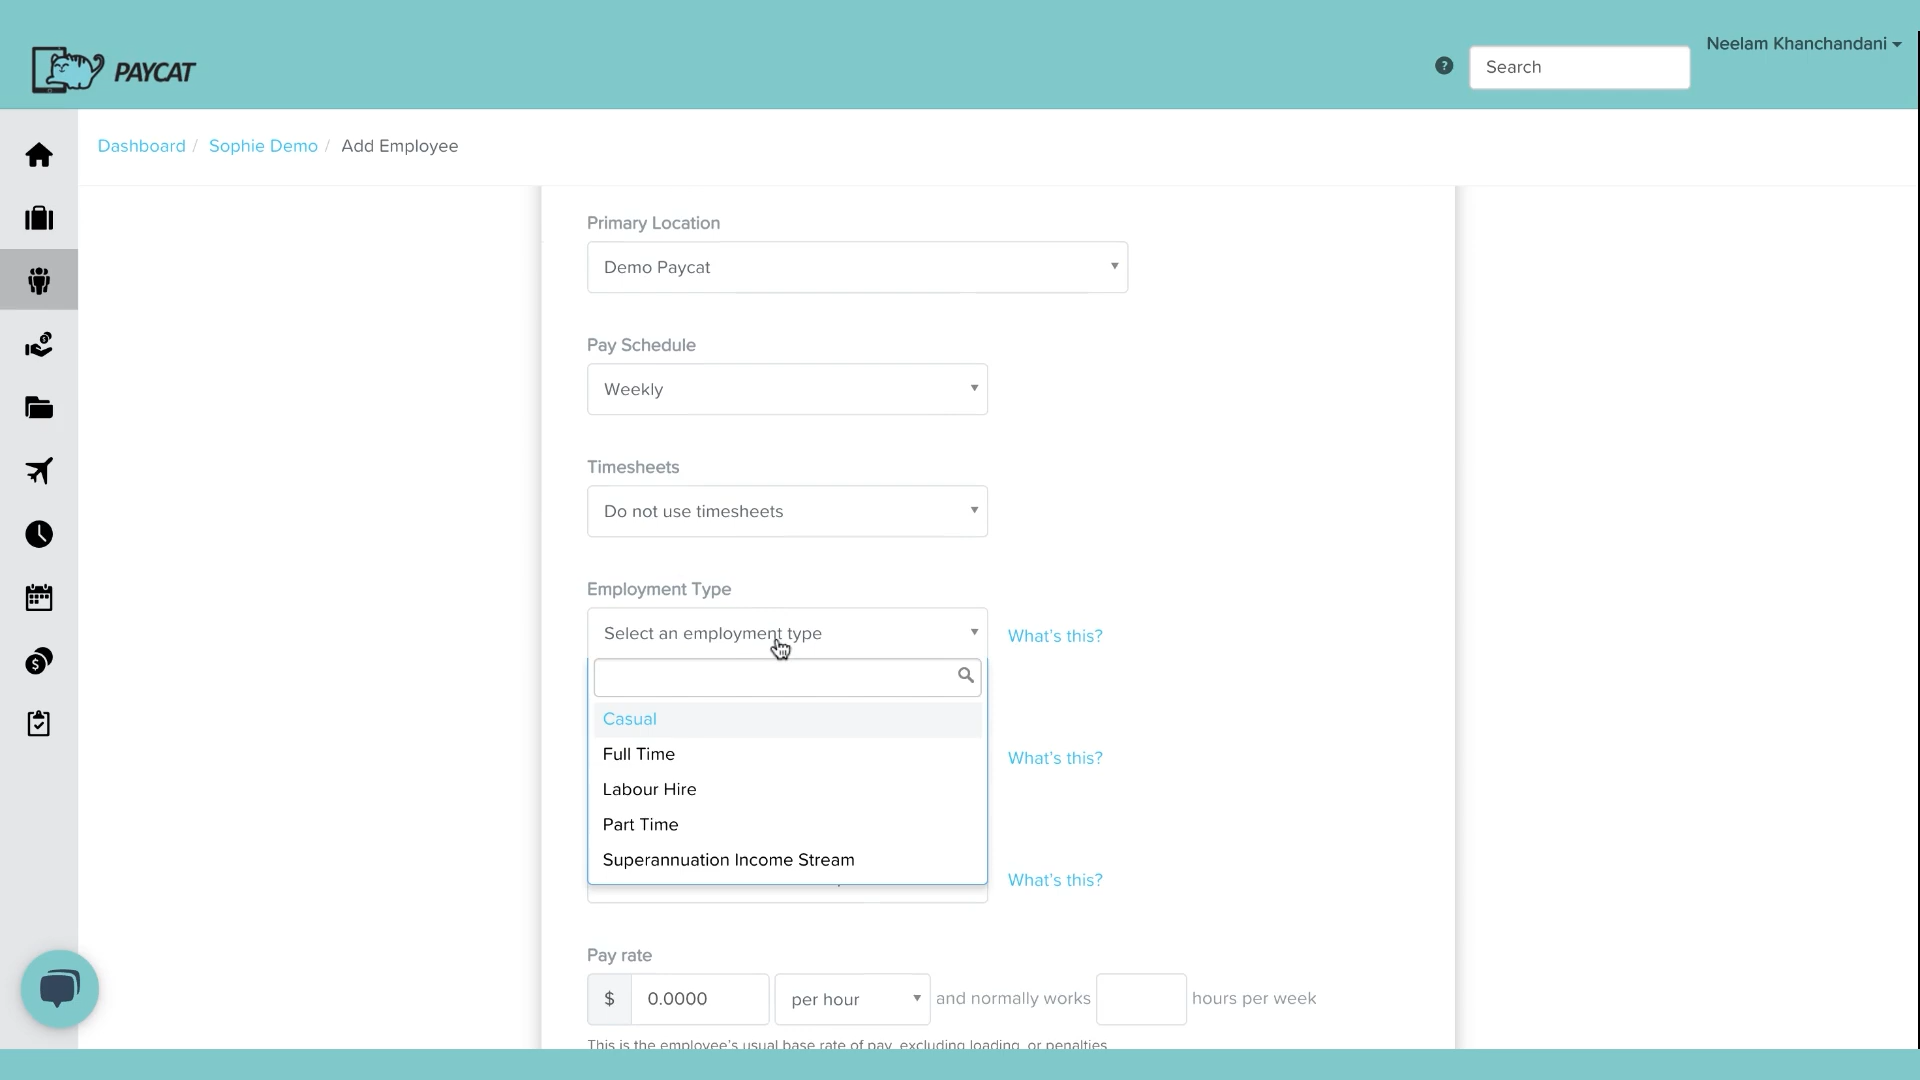 PAYCAT
?
Search
Neelam Khanchandani
Dashboard / Sophie Demo / Add Employee
Primary Location
Demo Paycat
Pay Schedule
Weekly
Timesheets
Do not use timesheets
Employment Type
Select an employment type
What's this?
Casual
Full Time
What's this?
Labour Hire
Part Time
Superannuation Income Stream
What's this?
Pay rate
$ 0.0000 per hour and normally works hours per week
This is the employee's usual base rate of pay, excluding loading, or penalties